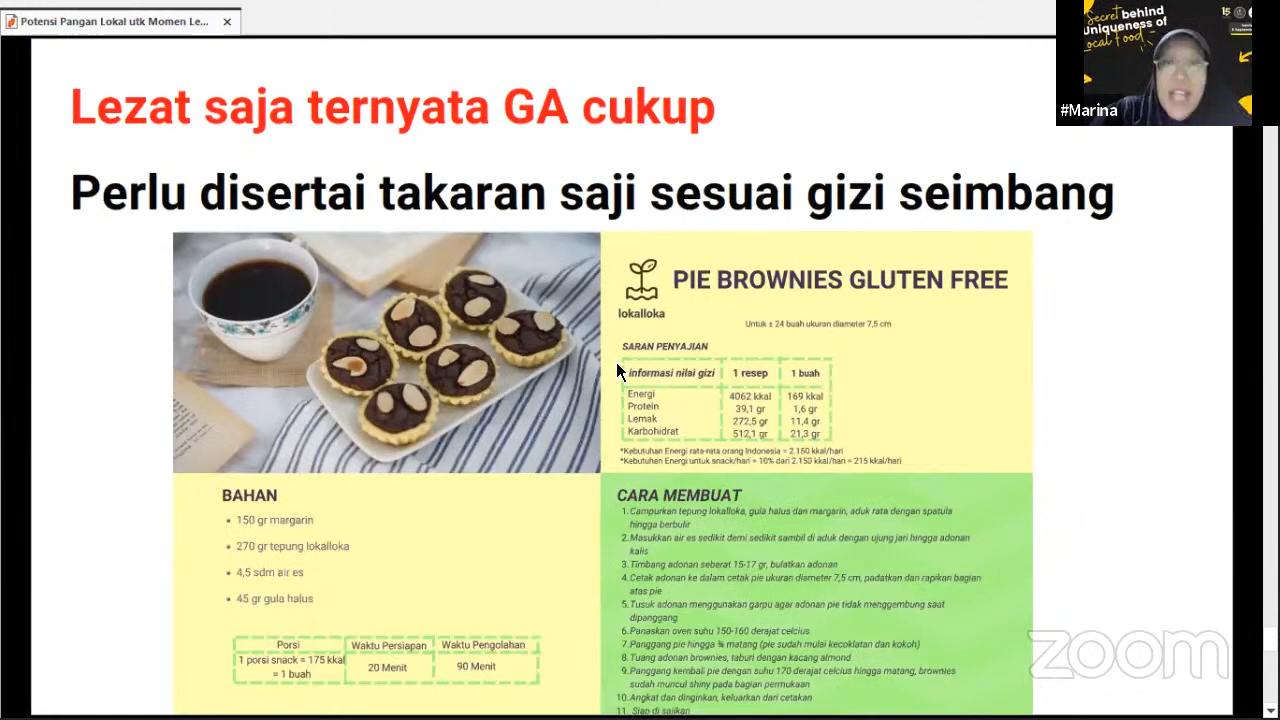 Potensi Pangan Lokal utk Momen Le...
Secret behind
uniqueness of
Local Food
15
#Marina
Lezat saja ternyata GA cukup
Perlu disertai takaran saji sesuai gizi seimbang
PIE BROWNIES GLUTEN FREE
lokalloka
Untuk ± 24 buah ukuran diameter 7,5 cm
SARAN PENYAJIAN
informasi nilai gizi 1 resep 1 buah
Energi 4062 kkal 169 kkal
Protein 39,1 gr 1,6 gr
Lemak 272,5 gr 11,4 gr
Karbohidrat 512,1 gr 21,3 gr
*Kebutuhan Energi rata-rata orang Indonesia = 2.150 kkal/hari
*Kebutuhan Energi untuk snack/hari = 10% dari 2.150 kkal/hari = 215 kkal/hari
BAHAN
150 gr margarin
270 gr tepung lokalloka
4,5 sdm air es
45 gr gula halus
Porsi Waktu Persiapan Waktu Pengolahan
1 porsi snack = 175 kkal 20 Menit 90 Menit
= 1 buah
CARA MEMBUAT
1. Campurkan tepung lokalloka, gula halus dan margarin, aduk rata dengan spatula
hingga berbulir
2. Masukkan air es sedikit demi sedikit sambil di aduk dengan ujung jari hingga adonan
kalis
3. Timbang adonan seberat 15-17 gr, bulatkan adonan
4. Cetak adonan ke dalam cetak pie ukuran diameter 7,5 cm, padatkan dan rapikan bagian
atas pie
5. Tusuk adonan menggunakan garpu agar adonan pie tidak menggembung saat
dipanggang
6. Panaskan oven suhu 150-160 derajat celcius
7. Panggang pie hingga ¾ matang (pie sudah mulai kecoklatan dan kokoh)
8. Tuang adonan brownies, taburi dengan kacang almond
9. Panggang kembali pie dengan suhu 170 derajat celcius hingga matang, brownies
sudah muncul shiny pada bagian permukaan
10. Angkat dan dinginkan, keluarkan dari cetakan
11. Siap di sajikan
zoom